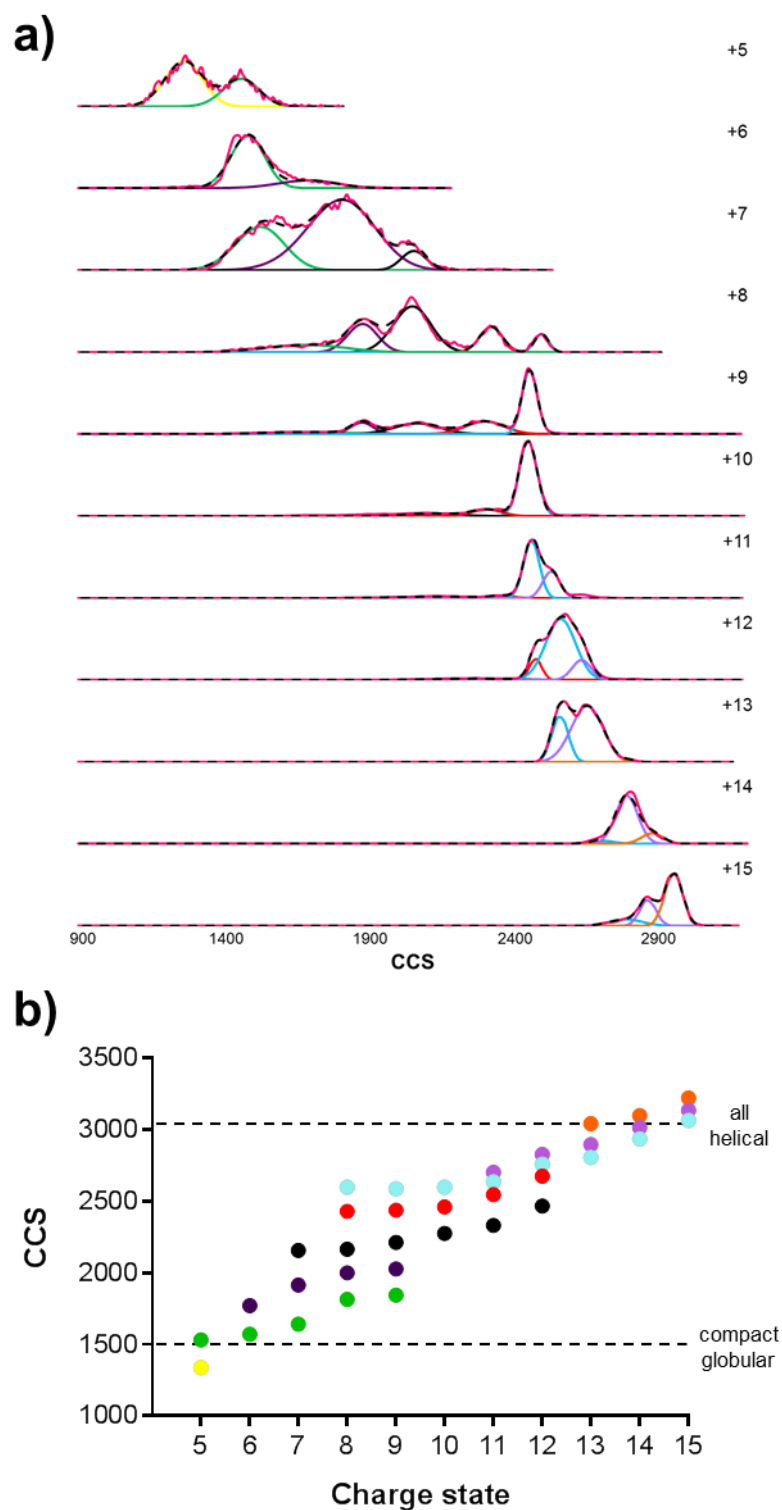 a)
+5
+6
+7
+8
+9
+10
+11
+12
+13
+14
+15
900 1400 1900 2400 2900
CCS
b)
3500
3000
2500
2000
1500
1000
CCS
all
helical
compact
globular
5 6 7 8 9 10 11 12 13 14 15
Charge state